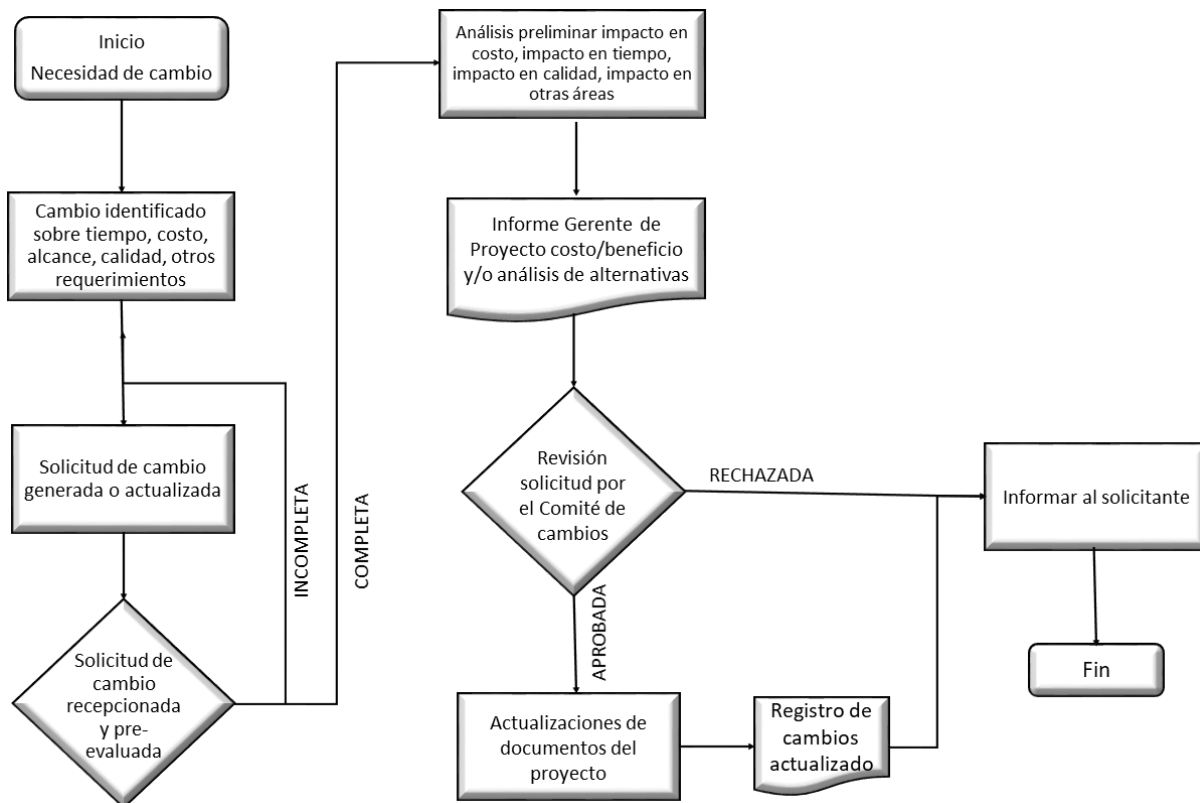 Inicio
Necesidad de cambio
Cambio identificado
sobre tiempo, costo,
alcance, calidad, otros
requerimientos
Solicitud de cambio
generada o actualizada
Solicitud de
cambio
recepcionada
y pre-
evaluada
INCOMPLETA
COMPLETA
Análisis preliminar impacto en
costo, impacto en tiempo,
impacto en calidad, impacto en
otras áreas
Informe Gerente de
Proyecto costo/beneficio
y/o análisis de alternativas
Revisión
solicitud por
el Comité de
cambios
RECHAZADA
APROBADA
Actualizaciones de
documentos del
proyecto
Registro de
cambios
actualizado
Informar al solicitante
Fin